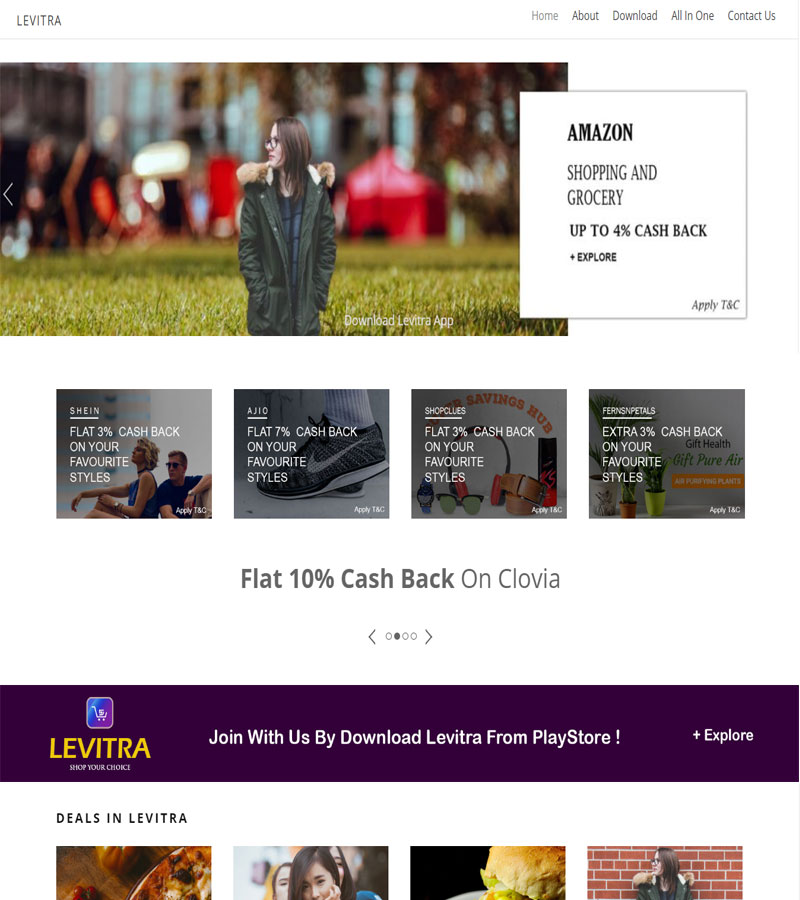 LEVITRA
Home About Download All In One Contact Us
AMAZON
SHOPPING AND
GROCERY
UP TO 4% CASH BACK
+ EXPLORE
Apply T&C
Download Levitra App
SHEIN
FLAT 3% CASH BACK
ON YOUR
FAVOURITE
STYLES
Apply T&C
AJIO
FLAT 7% CASH BACK
ON YOUR
FAVOURITE
STYLES
Apply T&C
SHOPCLUES
SAVINGS HUB
FLAT 3% CASH BACK
ON YOUR
FAVOURITE
STYLES
Apply T&C
FERNSNPETALS
EXTRA 3% CASH BACK
ON YOUR
FAVOURITE
STYLES
Gift Health
Gift Pure Air
AIR PURIFYING PLANTS
Apply T&C
Flat 10% Cash Back On Clovia
LEVITRA
SHOP YOUR CHOICE
Join With Us By Download Levitra From PlayStore !
+ Explore
DEALS IN LEVITRA